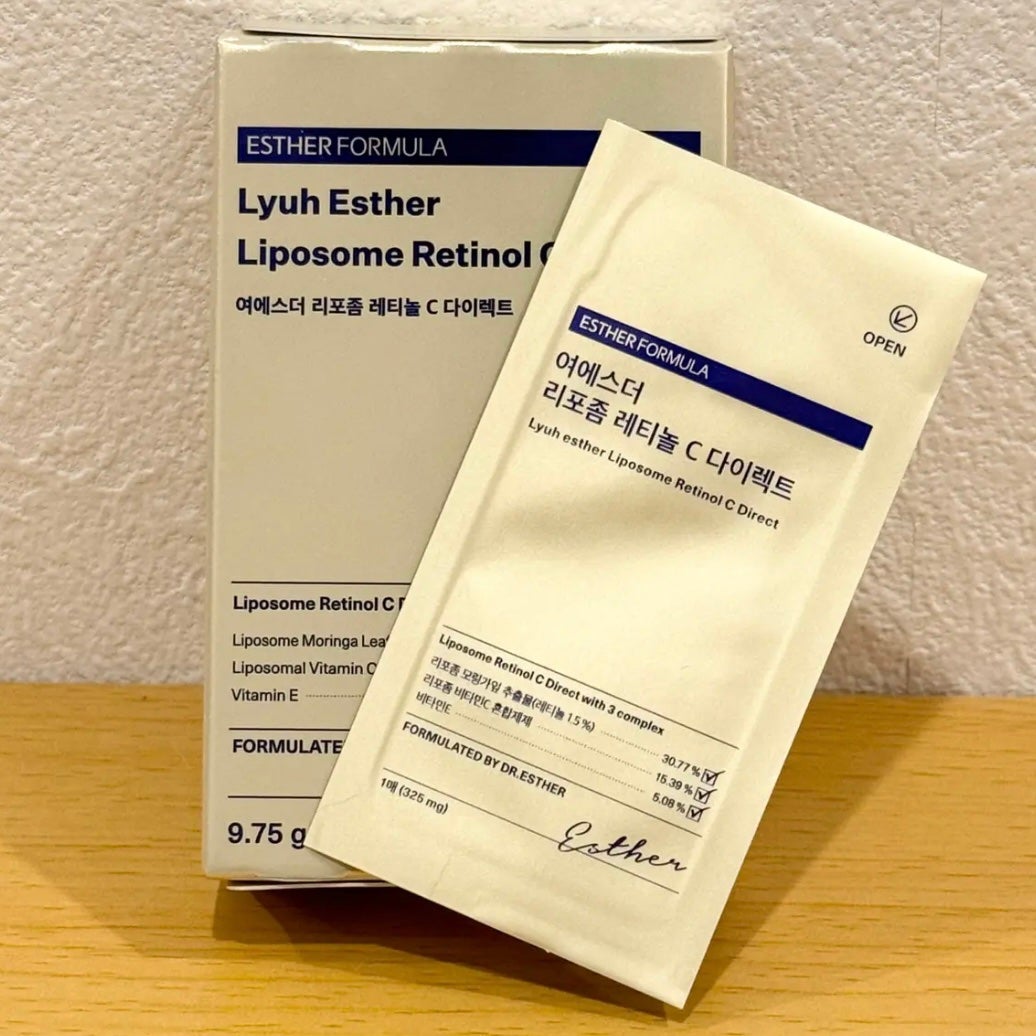 ESTHER FORMULA
Lyuh Esther
Liposome Retinol C
여에스더 리포좀 레티놀 C 다이렉트
Liposome Retinol C
Liposome Moringa Leaf
Liposomal Vitamin C
Vitamin E
FORMULATE
9.75 g
OPEN
ESTHER FORMULA
여에스더
리포좀 레티놀 C 다이렉트
Lyuh esther Liposome Retinol C Direct
Liposome Retinol C Direct with 3 complex
리포좀 모링가잎 추출물(레티놀 1.5%) 30.77%
리포좀 비타민C 혼합제제 15.39%
비타민E 5.08%
FORMULATED BY DR.ESTHER
1매 (325 mg)
Esther